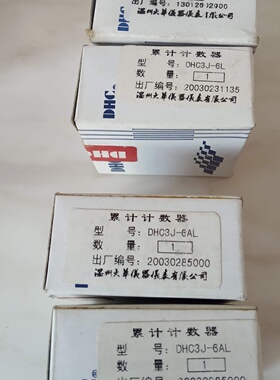 出厂编号:13012802900
温州大华仪器仪表有限公司
DHC®
累计计数器
型 号: DHC3J-6L
数 量: 1
出厂编号: 20030231135
温州大华仪器仪表有限公司
DHC
累计计数器
型 号: DHC3J-6AL
数 量: 1
出厂编号: 20030285000
温州大华仪器仪表有限公司
累计计数器
型 号: DHC3J-6AL
数 量: 1